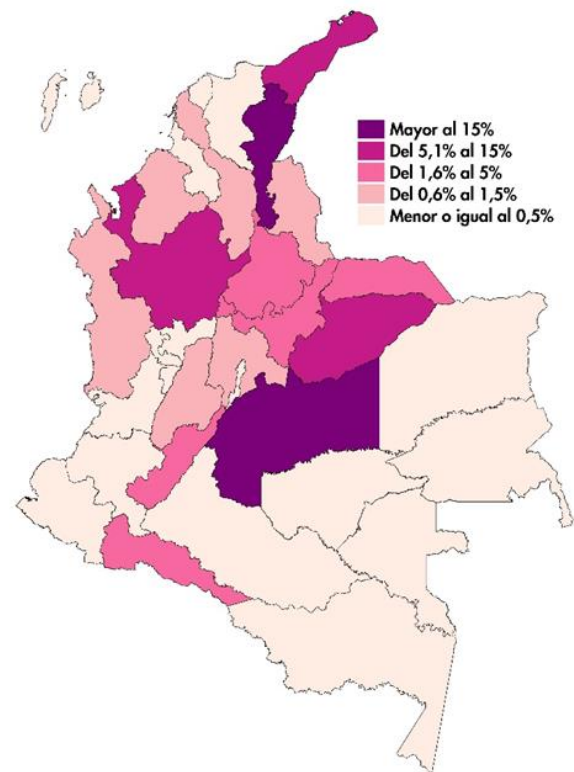 Mayor al 15%
Del 5,1% al 15%
Del 1,6% al 5%
Del 0,6% al 1,5%
Menor o igual al 0,5%